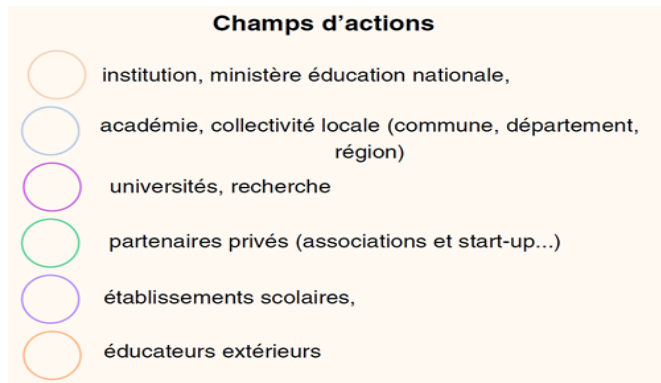 Champs d'actions
institution, ministère éducation nationale,
académie, collectivité locale (commune, département,
région)
universités, recherche
partenaires privés (associations et start-up...)
établissements scolaires,
éducateurs extérieurs